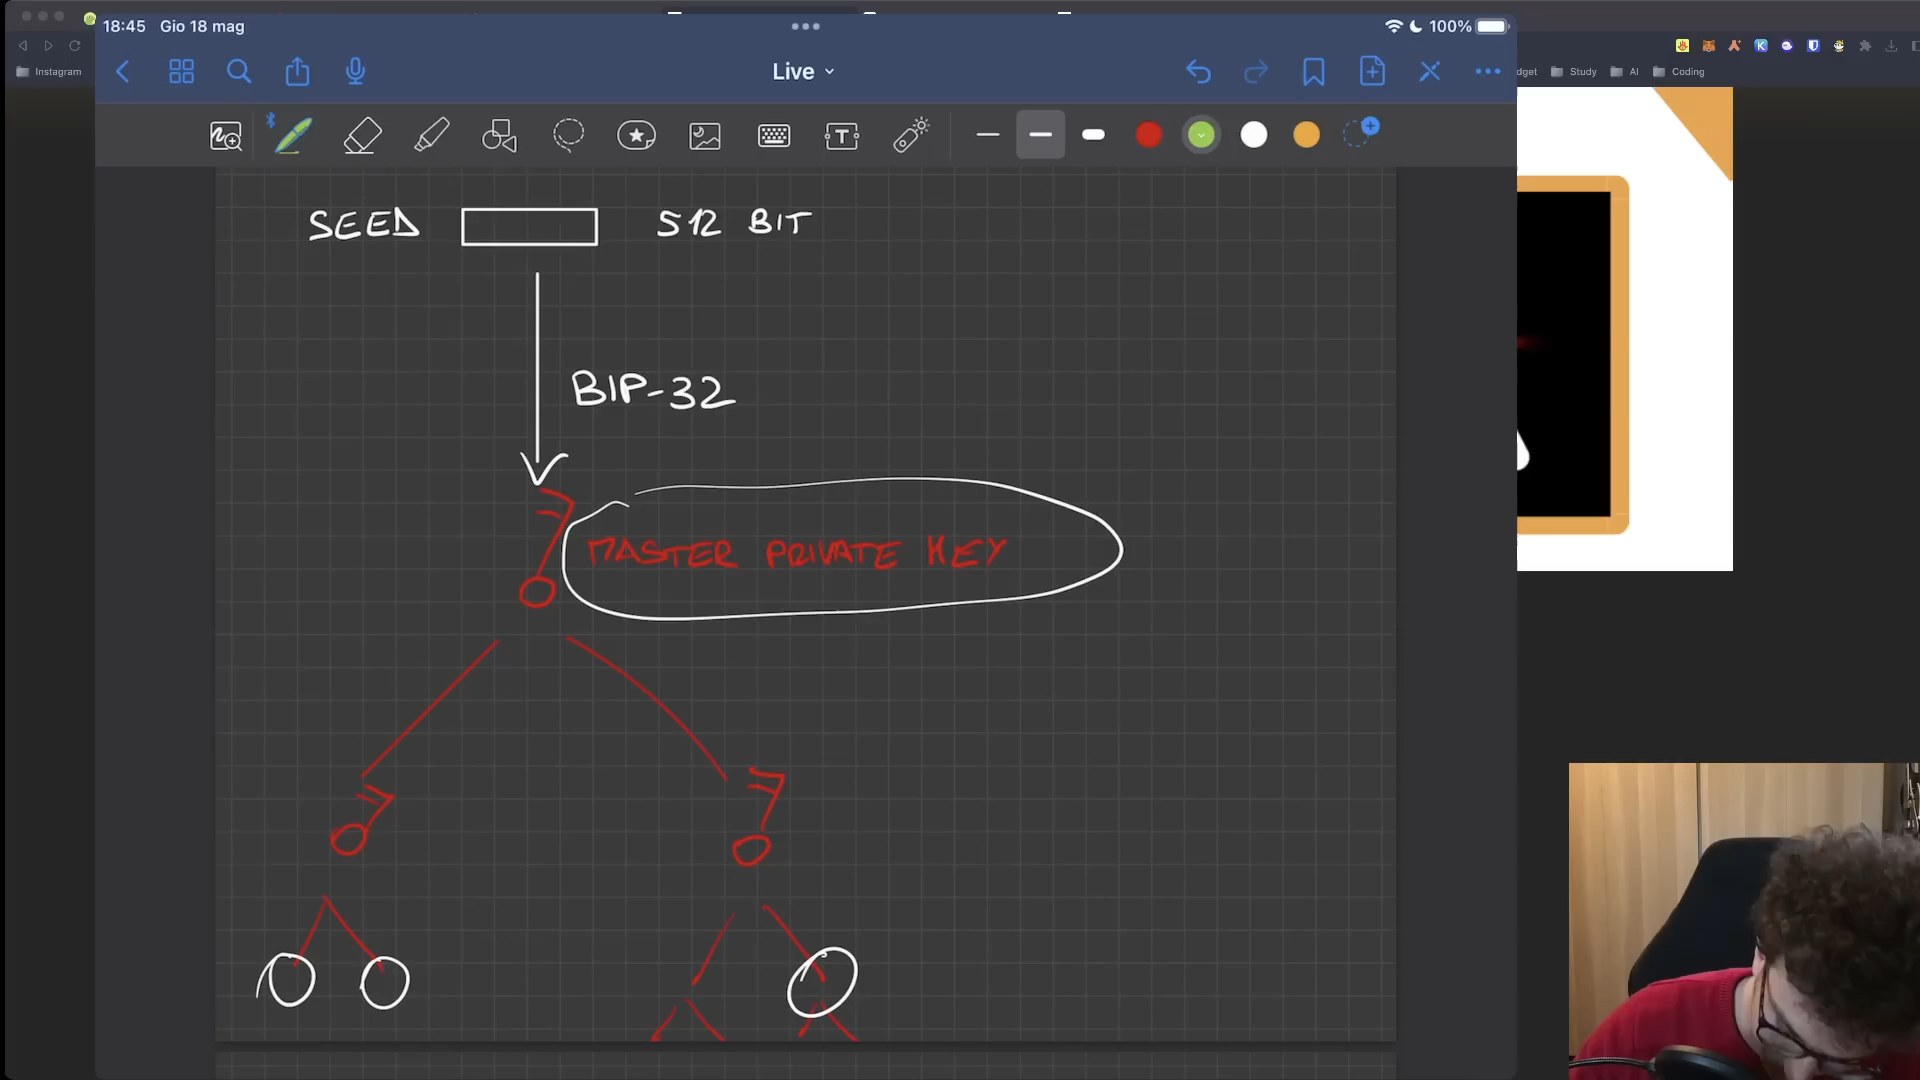 18:45 Gio 18 mag
100%
Instagram
Live
dget
Study
AI
Coding
SEED
512 BIT
BIP-32
MASTER PRIVATE KEY